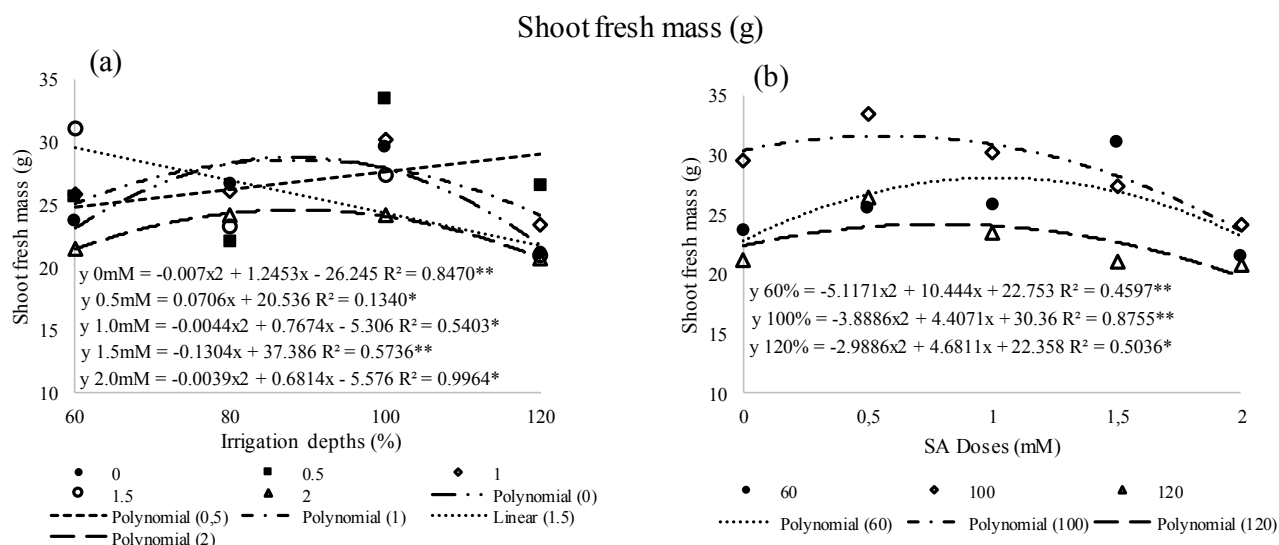 Shoot fresh mass (g)
(a)
Shoot fresh mass (g)
35
30
25
20
15
10
y 0mM = -0.007x2 + 1.2453x - 26.245 R² = 0.8470**
y 0.5mM = 0.0706x + 20.536 R² = 0.1340*
y 1.0mM = -0.0044x2 + 0.7674x - 5.306 R² = 0.5403*
y 1.5mM = -0.1304x + 37.386 R² = 0.5736**
y 2.0mM = -0.0039x2 + 0.6814x - 5.576 R² = 0.9964*
60 80 100 120
Irrigation depths (%)
0 0.5 1
1.5 2 Polynomial (0)
Polynomial (0,5) Polynomial (1) Linear (1.5)
Polynomial (2)
(b)
Shoot fresh mass (g)
35
30
25
20
15
10
y 60% = -5.1171x2 + 10.444x + 22.753 R² = 0.4597**
y 100% = -3.8886x2 + 4.4071x + 30.36 R² = 0.8755**
y 120% = -2.9886x2 + 4.6811x + 22.358 R² = 0.5036*
0 0,5 1 1,5 2
SA Doses (mM)
60 100 120
Polynomial (60) Polynomial (100) Polynomial (120)